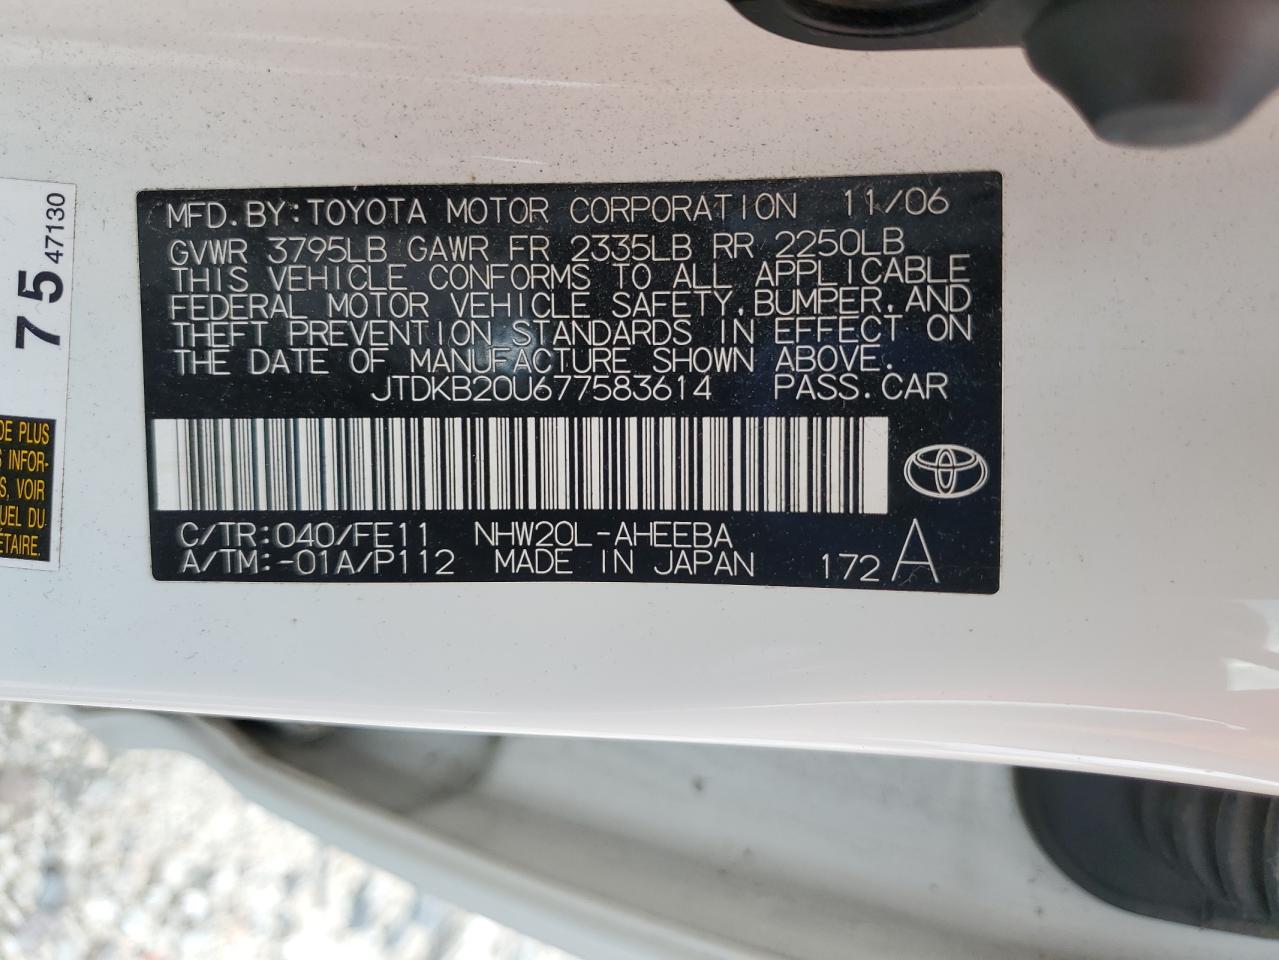 MFD.BY:TOYOTA MOTOR CORPORATION 11/06
GVWR 3795LB GAWR FR 2335LB RR 2250LB
THIS VEHICLE CONFORMS TO ALL APPLICABLE
FEDERAL MOTOR VEHICLE SAFETY,BUMPER,AND
THEFT PREVENTION STANDARDS IN EFFECT ON
THE DATE OF MANUFACTURE SHOWN ABOVE.
JTDKB20U677583614 PASS.CAR
C/TR:040/FE11 NHW20L-AHEEBA
A/TM:-01A/P112 MADE IN JAPAN 172 A
7 5
47130
DE PLUS
INFOR-
S, VOIR
UEL DU
ÉTAIRE.